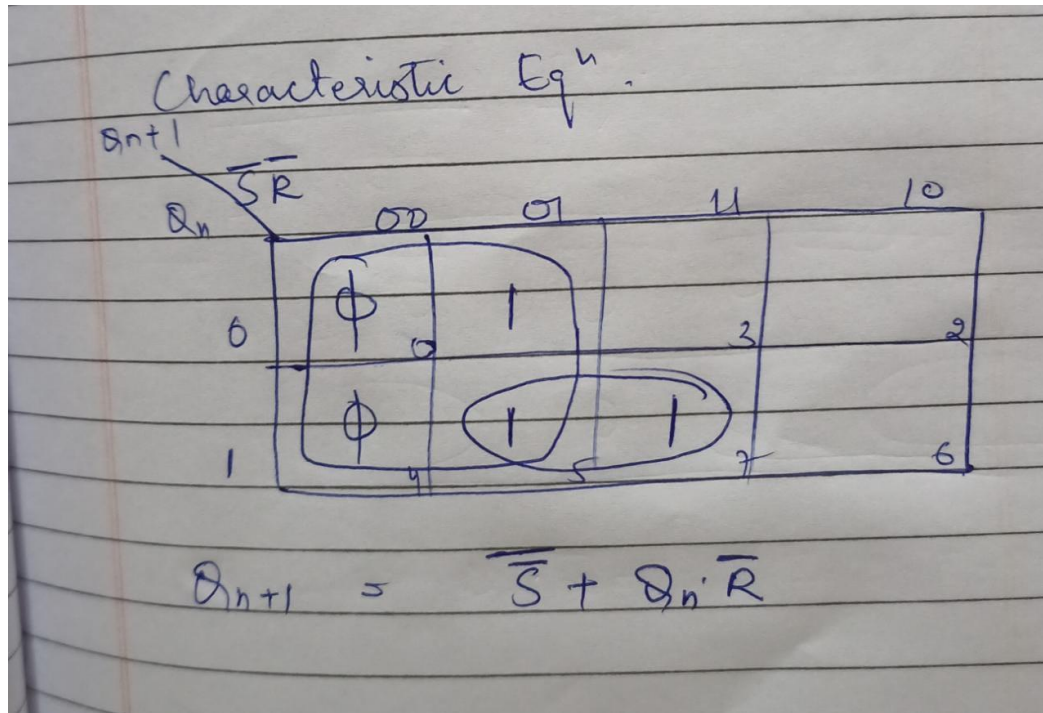 Characteristic Eqⁿ.
Qn+1
S̅ R̅
Qn 00 01 11 10
0 ϕ 0 1 3 2
1 ϕ 4 1 5 1 7 6
Qn+1 = S̿ + Qn·R̅